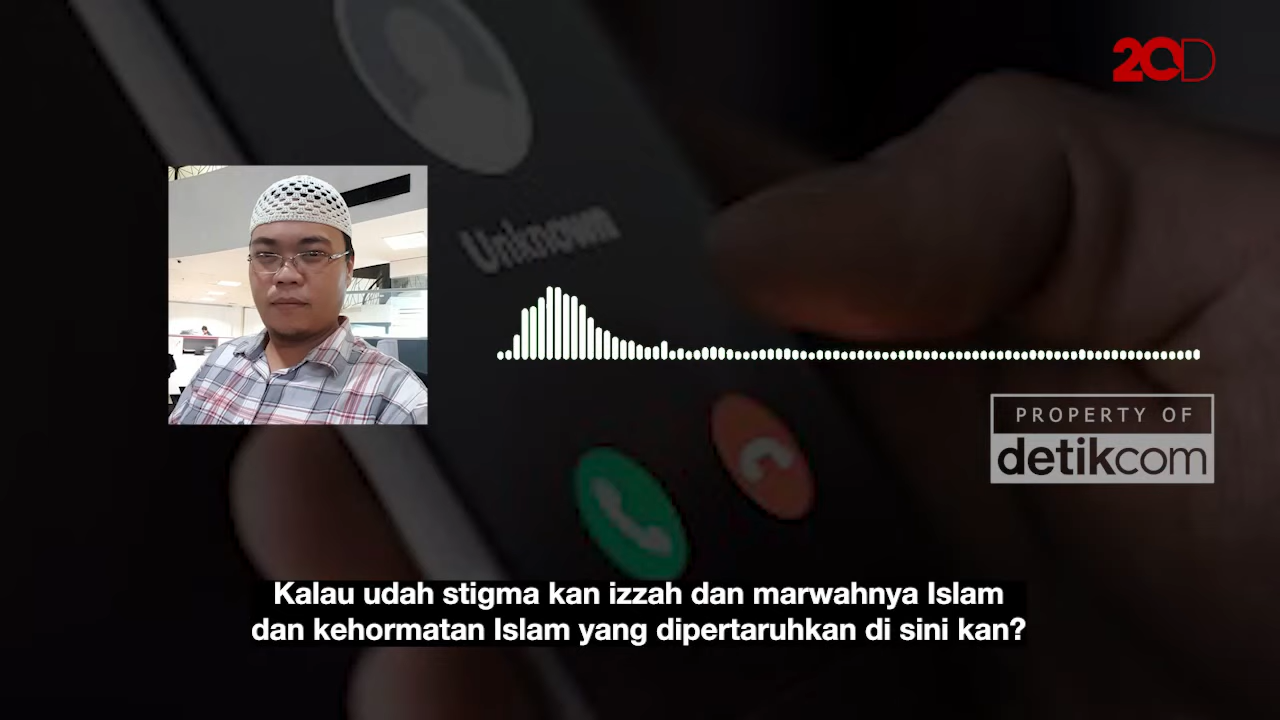 20D
Unknown
PROPERTY OF
detikcom
Kalau udah stigma kan izzah dan marwahnya Islam
dan kehormatan Islam yang dipertaruhkan di sini kan?